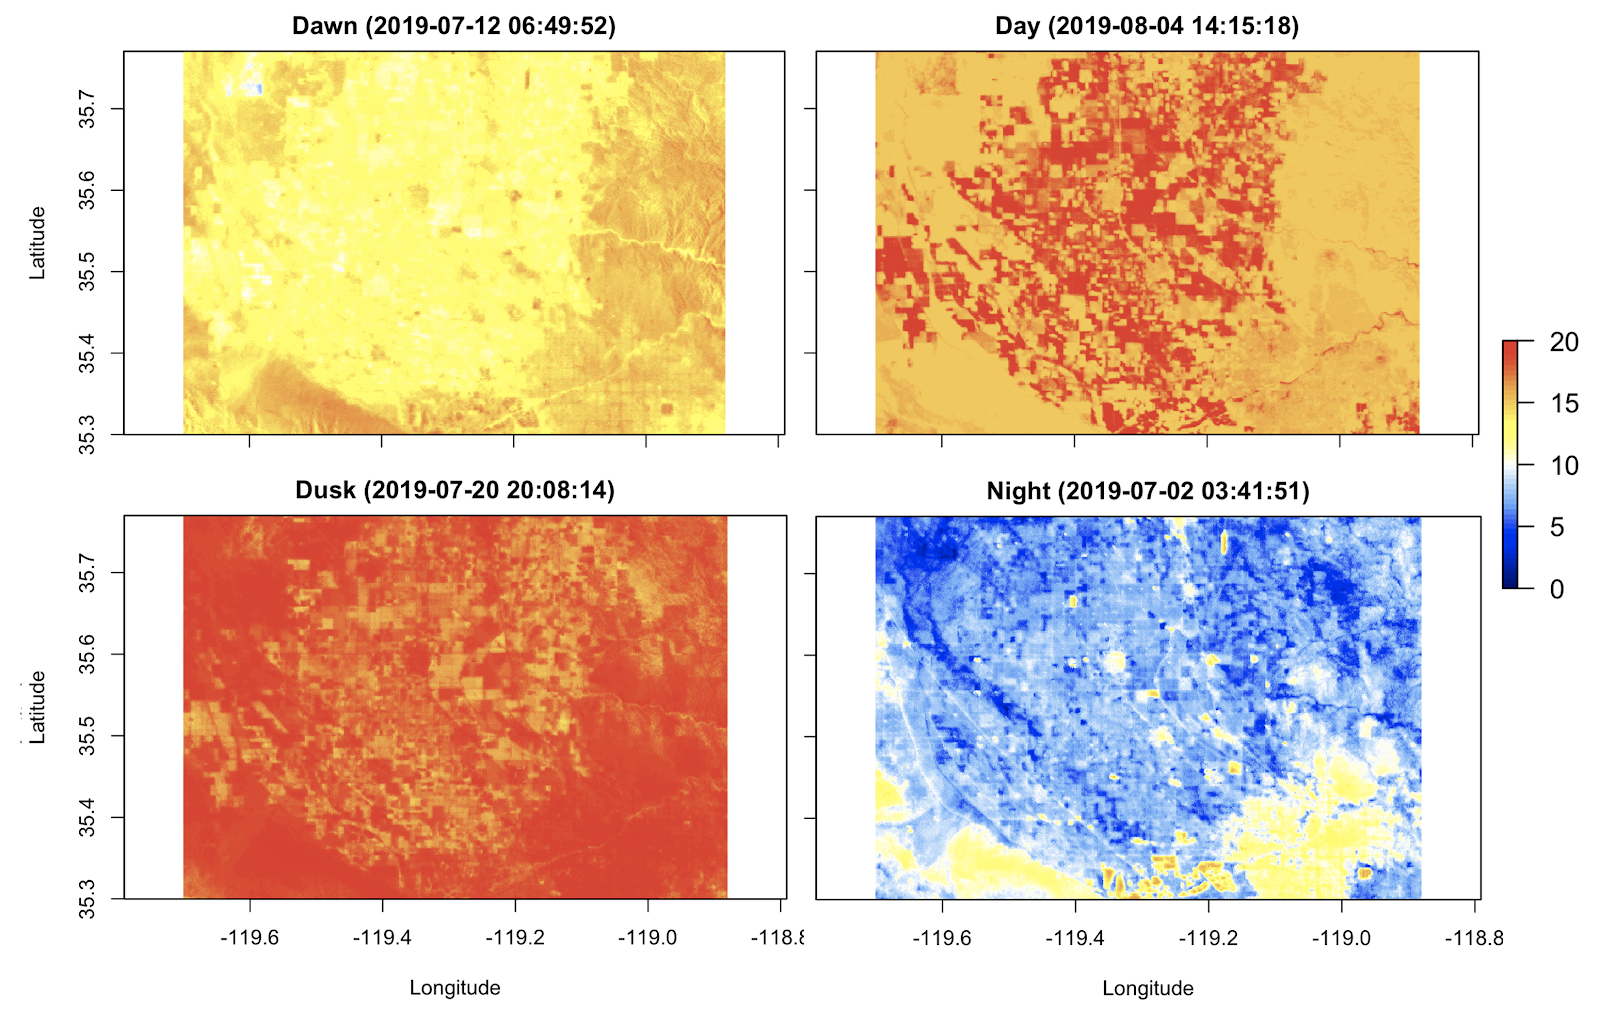 Dawn (2019-07-12 06:49:52)
Day (2019-08-04 14:15:18)
Latitude
35.7
35.6
35.5
35.4
35.3
20
15
10
5
0
Dusk (2019-07-20 20:08:14)
Night (2019-07-02 03:41:51)
Latitude
35.7
35.6
35.5
35.4
35.3
-119.6 -119.4 -119.2 -119.0 -118.8
-119.6 -119.4 -119.2 -119.0 -118.8
Longitude
Longitude